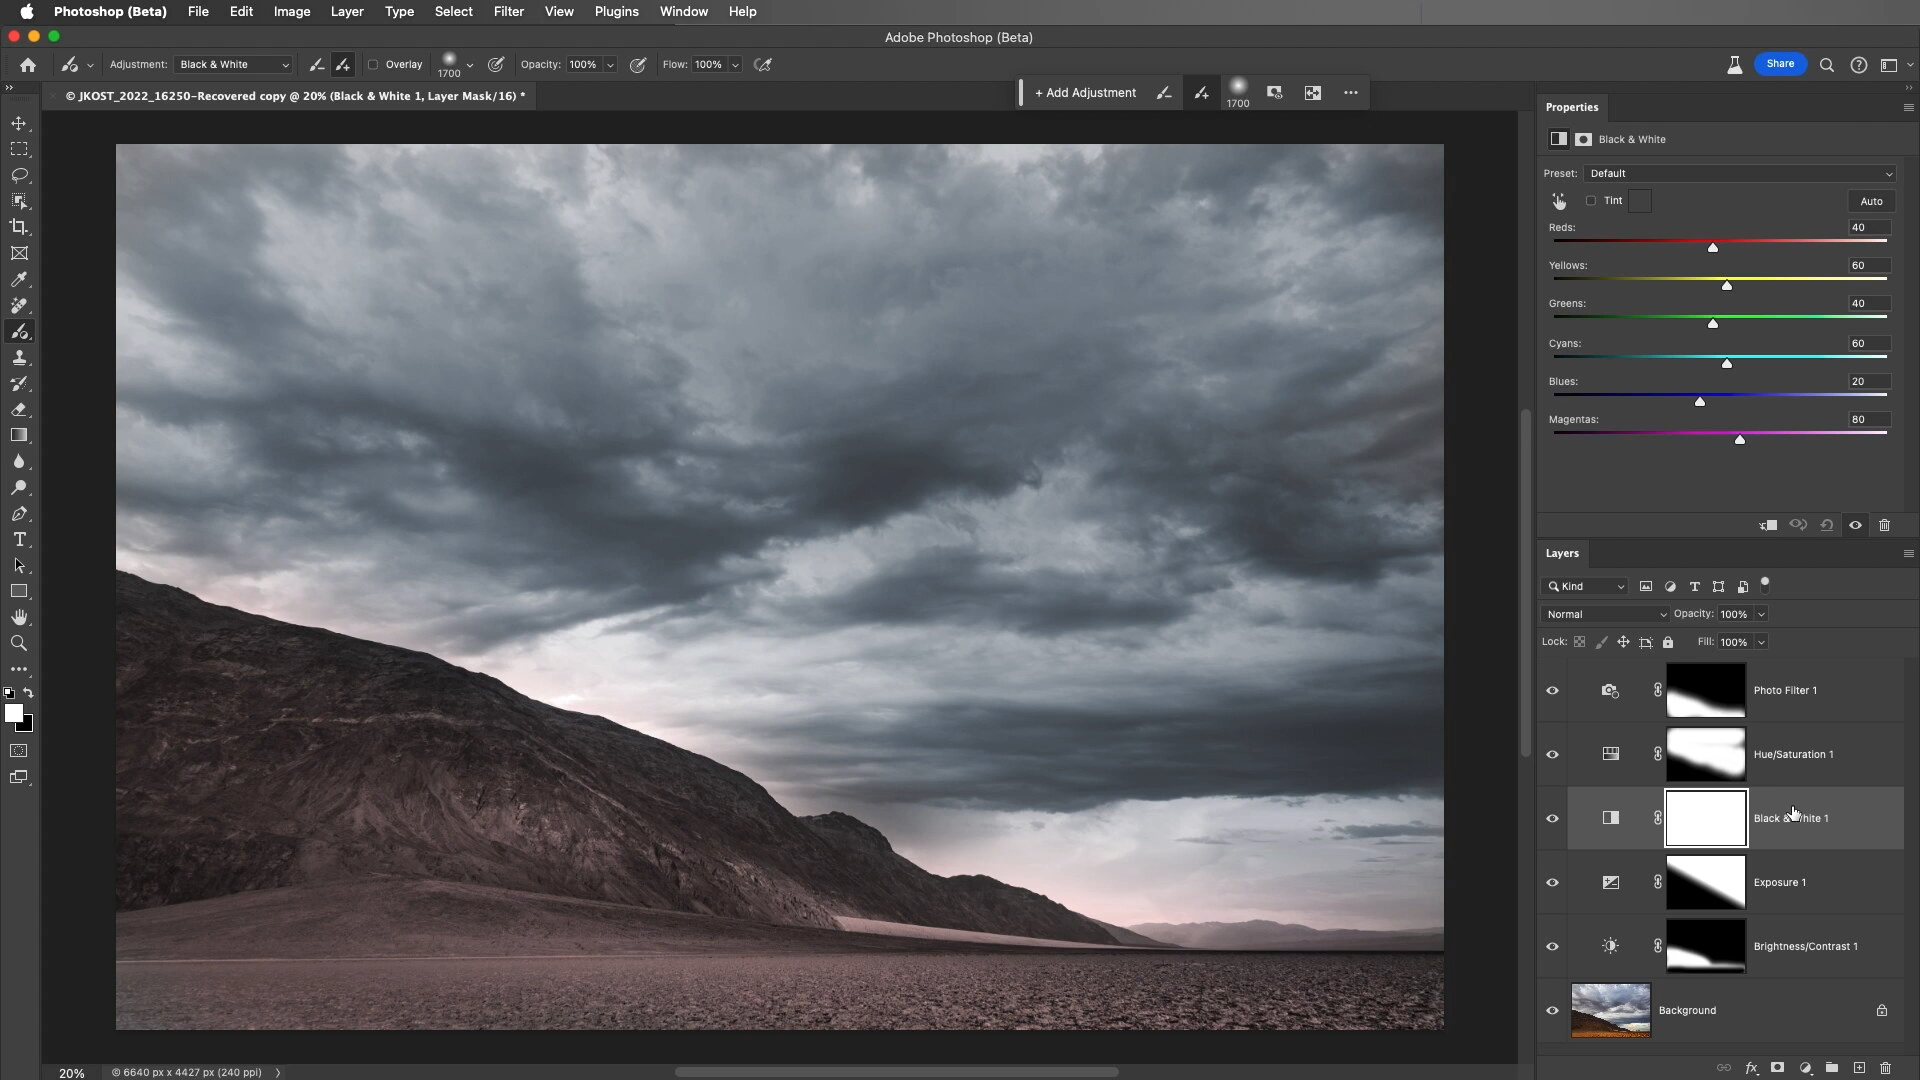 Photoshop (Beta) File Edit Image Layer Type Select Filter View Plugins Window Help
Adobe Photoshop (Beta)
Adjustment: Black & White Overlay 1700 Opacity: 100% Flow: 100% Share
© JKOST_2022_16250-Recovered copy @ 20% (Black & White 1, Layer Mask/16) *
+ Add Adjustment 1700
Properties
Black & White
Preset: Default
Tint Auto
Reds: 40
Yellows: 60
Greens: 40
Cyans: 60
Blues: 20
Magentas: 80
Layers
Kind
Normal Opacity: 100%
Lock: Fill: 100%
Photo Filter 1
Hue/Saturation 1
Black & White 1
Exposure 1
Brightness/Contrast 1
Background
20% © 6640 px x 4427 px (240 ppi)